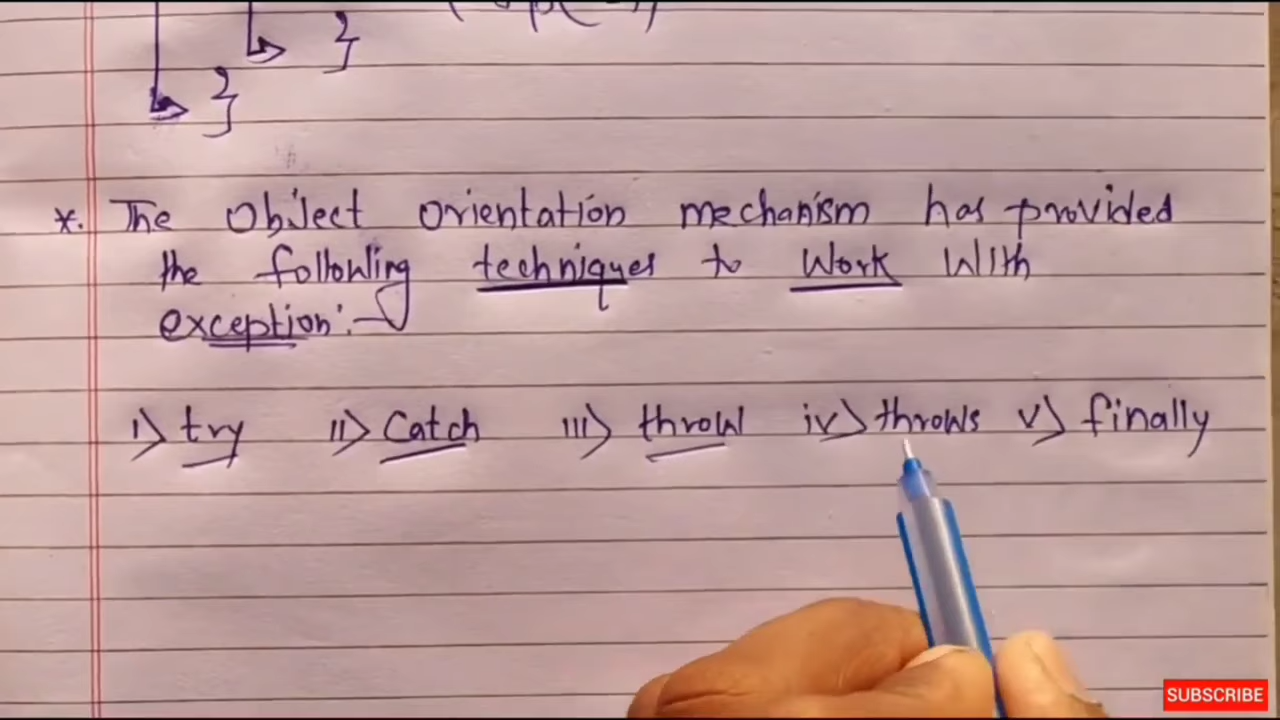 }
}
*. The Object orientation mechanism has provided
the following techniques to Work With
exception:-
i) try ii) Catch iii) throw iv) throws v) finally
SUBSCRIBE